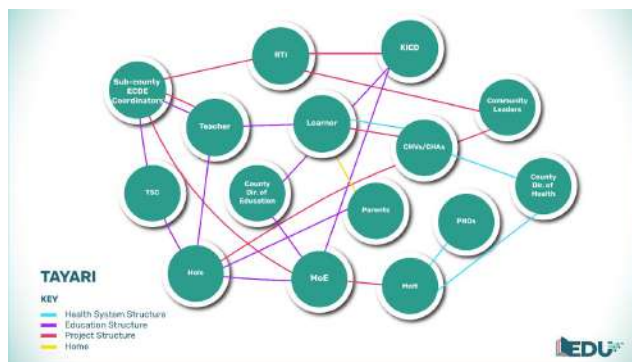 RTI
KICD
Sub-county
ECDE
Coordinators
Community
Leaders
Teacher
Learner
CHVs/CHAs
County
Dir. of
Health
TSC
County
Dir. of
Education
Parents
PHOs
HoIs
MoE
MoH
TAYARI
KEY
Health System Structure
Education Structure
Project Structure
Home
EDU